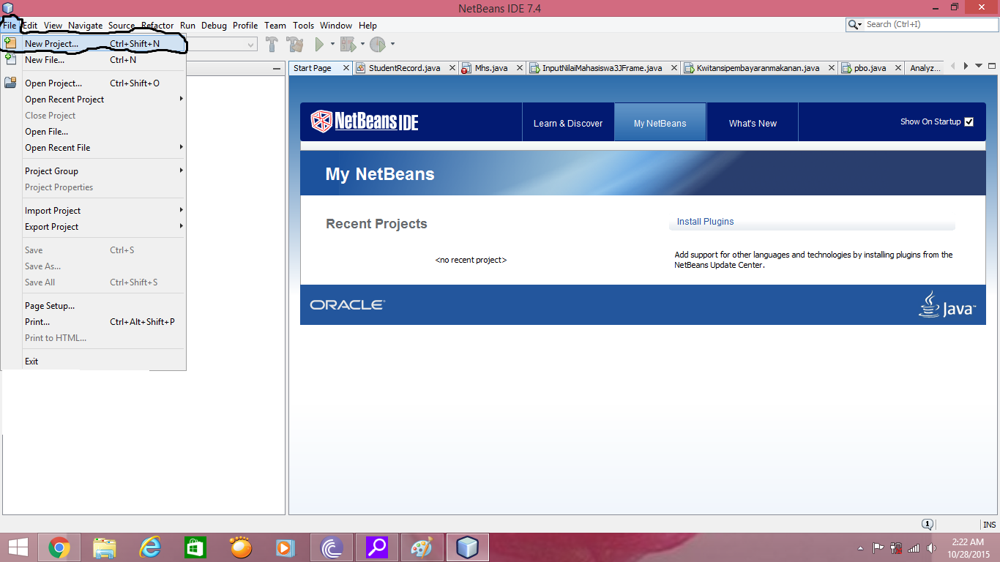 NetBeans IDE 7.4
File Edit View Navigate Source Refactor Run Debug Profile Team Tools Window Help
Search (Ctrl+I)
New Project... Ctrl+Shift+N
New File... Ctrl+N
Open Project... Ctrl+Shift+O
Open Recent Project
Close Project
Open File...
Open Recent File
Project Group
Project Properties
Import Project
Export Project
Save Ctrl+S
Save As...
Save All Ctrl+Shift+S
Page Setup...
Print... Ctrl+Alt+Shift+P
Print to HTML...
Exit
Start Page StudentRecord.java Mhs.java InputNilaiMahasiswa3JFrame.java Kwitansipembayaranmakanan.java pbo.java Analyz...
NetBeans IDE
Learn & Discover My NetBeans What's New Show On Startup
My NetBeans
Recent Projects
<no recent project>
Install Plugins
Add support for other languages and technologies by installing plugins from the
NetBeans Update Center.
ORACLE
Java
1 INS
2:22 AM
10/28/2015